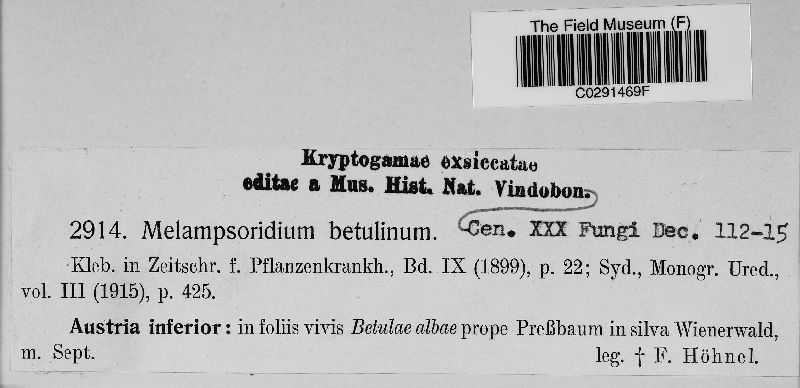 The Field Museum (F)
C0291469F
Kryptogamae exsiccatae
editae a Mus. Hist. Nat. Vindobon.
2914. Melampsoridium betulinum. Cen. XXX Fungi Dec. 112-15
Kleb. in Zeitschr. f. Pflanzenkrankh., Bd. IX (1899), p. 22; Syd., Monogr. Ured.,
vol. III (1915), p. 425.
Austria inferior: in foliis vivis Betulae albae prope Preßbaum in silva Wienerwald,
m. Sept. leg. † F. Höhnel.